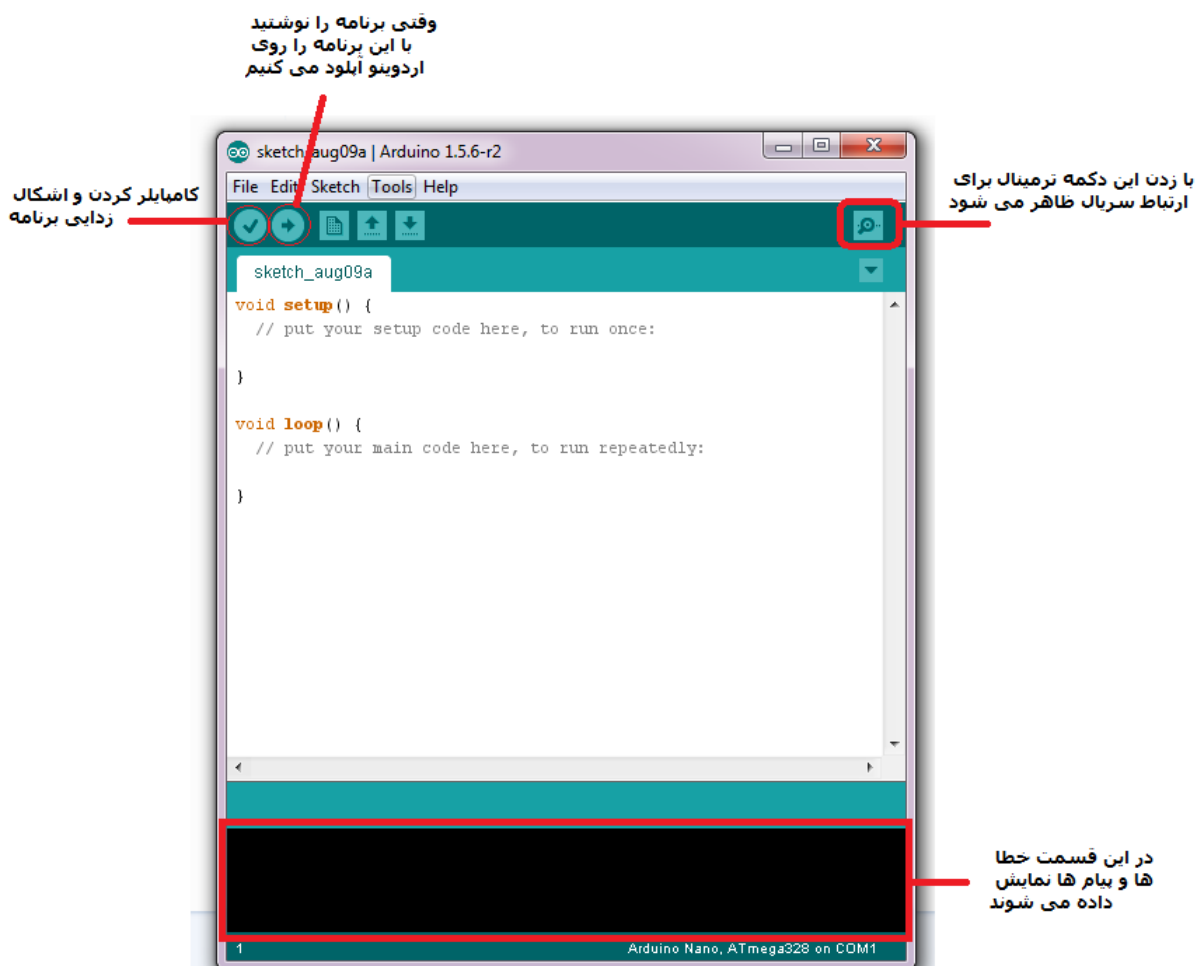 وقتی برنامه را نوشتید
با این برنامه را روی
اردوینو آپلود می کنیم
sketch_aug09a | Arduino 1.5.6-r2
File Edit Sketch Tools Help
کامپایلر کردن و اشکال
زدایی برنامه
با زدن این دکمه ترمینال برای
ارتباط سریال ظاهر می شود
sketch_aug09a
void setup() {
// put your setup code here, to run once:
}
void loop() {
// put your main code here, to run repeatedly:
}
در این قسمت خطا
ها و پیام ها نمایش
داده می شوند
1
Arduino Nano, ATmega328 on COM1